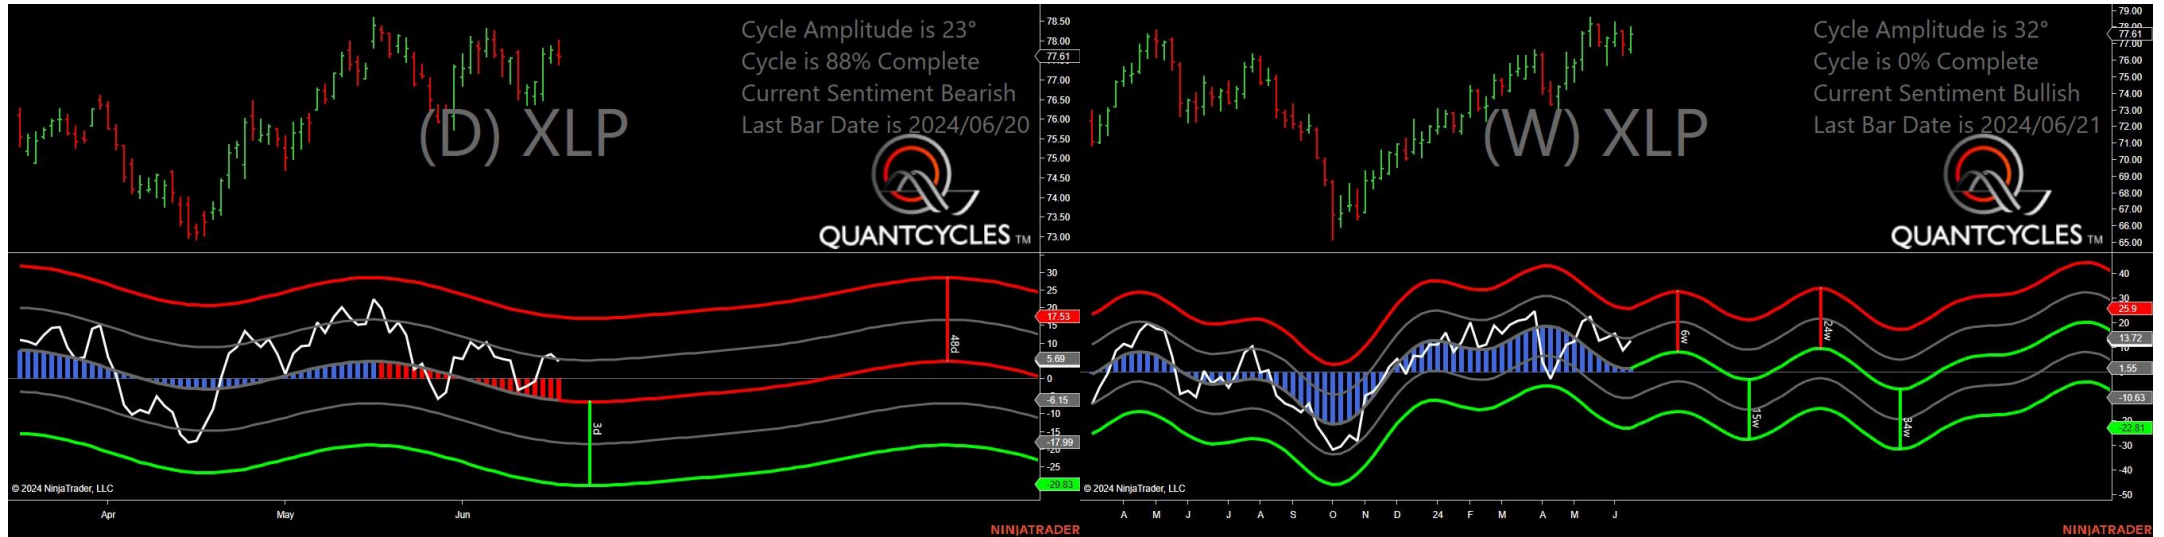 Cycle Amplitude is 23°
Cycle is 88% Complete
Current Sentiment Bearish
Last Bar Date is 2024/06/20
(D) XLP
QUANTCYCLES TM
78.50
78.00
77.61
77.00
76.50
76.00
75.50
75.00
74.50
74.00
73.50
73.00
30
25
20
17.53
15
10
5.69
0
-6.15
-10
-15
-17.99
-20
-25
-29.83
48d
3d
© 2024 NinjaTrader, LLC
Apr May Jun
NINJATRADER
Cycle Amplitude is 32°
Cycle is 0% Complete
Current Sentiment Bullish
Last Bar Date is 2024/06/21
(W) XLP
QUANTCYCLES TM
79.00
78.00
77.61
77.00
76.00
75.00
74.00
73.00
72.00
71.00
70.00
69.00
68.00
67.00
66.00
65.00
40
30
25.9
20
13.72
10
1.55
-10.63
-20
-22.81
-30
-40
-50
6w
24w
15w
34w
© 2024 NinjaTrader, LLC
A M J J A S O N D 24 F M A M J
NINJATRADER